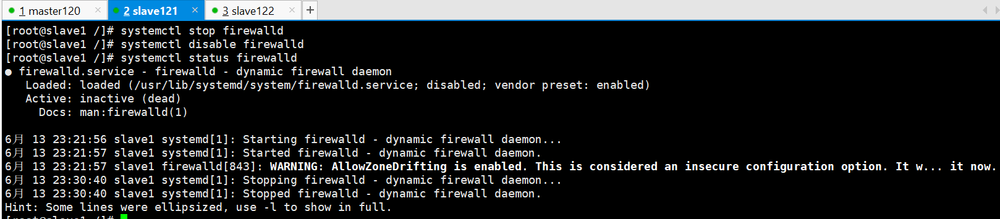 1 master120 × 2 slave121 × 3 slave122 × +
[root@slave1 /]# systemctl stop firewalld
[root@slave1 /]# systemctl disable firewalld
[root@slave1 /]# systemctl status firewalld
● firewalld.service - firewalld - dynamic firewall daemon
   Loaded: loaded (/usr/lib/systemd/system/firewalld.service; disabled; vendor preset: enabled)
   Active: inactive (dead)
     Docs: man:firewalld(1)
6月 13 23:21:56 slave1 systemd[1]: Starting firewalld - dynamic firewall daemon...
6月 13 23:21:57 slave1 systemd[1]: Started firewalld - dynamic firewall daemon.
6月 13 23:21:57 slave1 firewalld[843]: WARNING: AllowZoneDrifting is enabled. This is considered an insecure configuration option. It w... it now.
6月 13 23:30:40 slave1 systemd[1]: Stopping firewalld - dynamic firewall daemon...
6月 13 23:30:40 slave1 systemd[1]: Stopped firewalld - dynamic firewall daemon.
Hint: Some lines were ellipsized, use -l to show in full.
[root@slave1 /]#